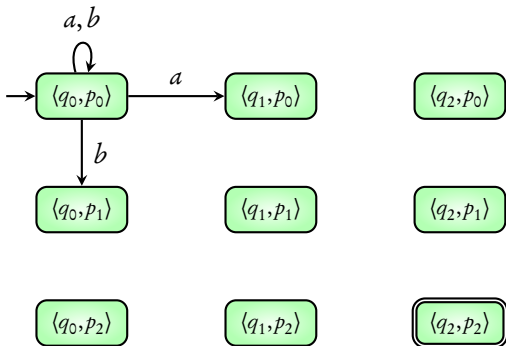 a, b
⟨q₀,p₀⟩ a ⟨q₁,p₀⟩ ⟨q₂,p₀⟩
b
⟨q₀,p₁⟩ ⟨q₁,p₁⟩ ⟨q₂,p₁⟩
⟨q₀,p₂⟩ ⟨q₁,p₂⟩ ⟨q₂,p₂⟩